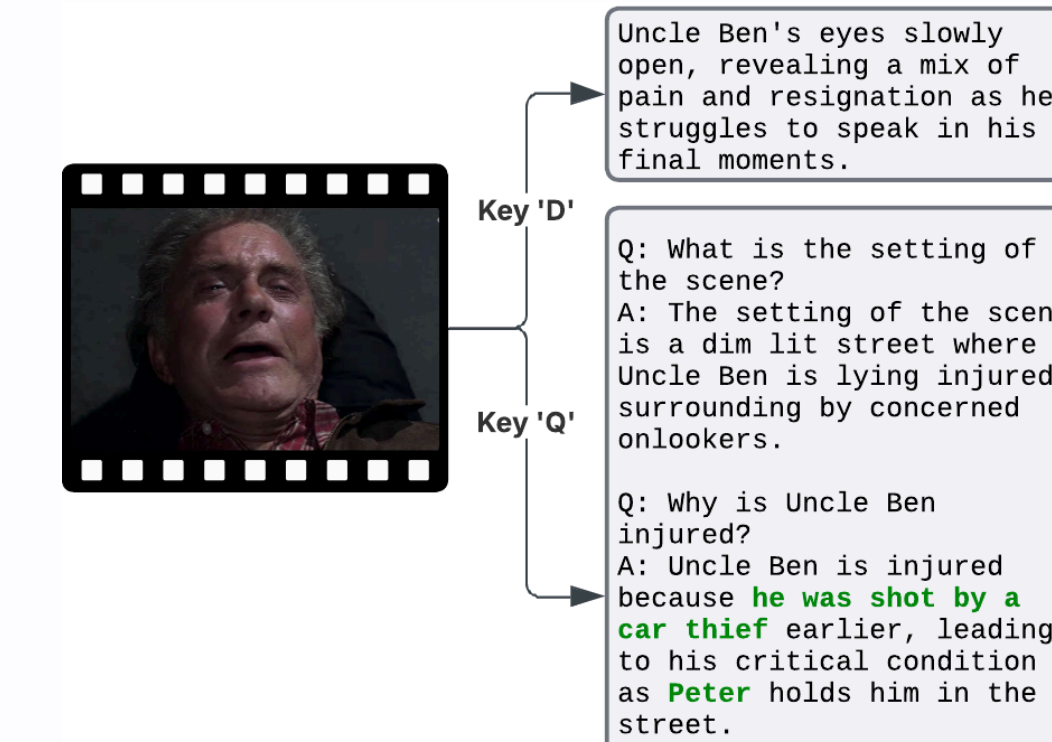 Uncle Ben's eyes slowly
open, revealing a mix of
pain and resignation as he
struggles to speak in his
final moments.
Key 'D'
Q: What is the setting of
the scene?
A: The setting of the scen
is a dim lit street where
Uncle Ben is lying injured
surrounding by concerned
onlookers.
Key 'Q'
Q: Why is Uncle Ben
injured?
A: Uncle Ben is injured
because he was shot by a
car thief earlier, leading
to his critical condition
as Peter holds him in the
street.